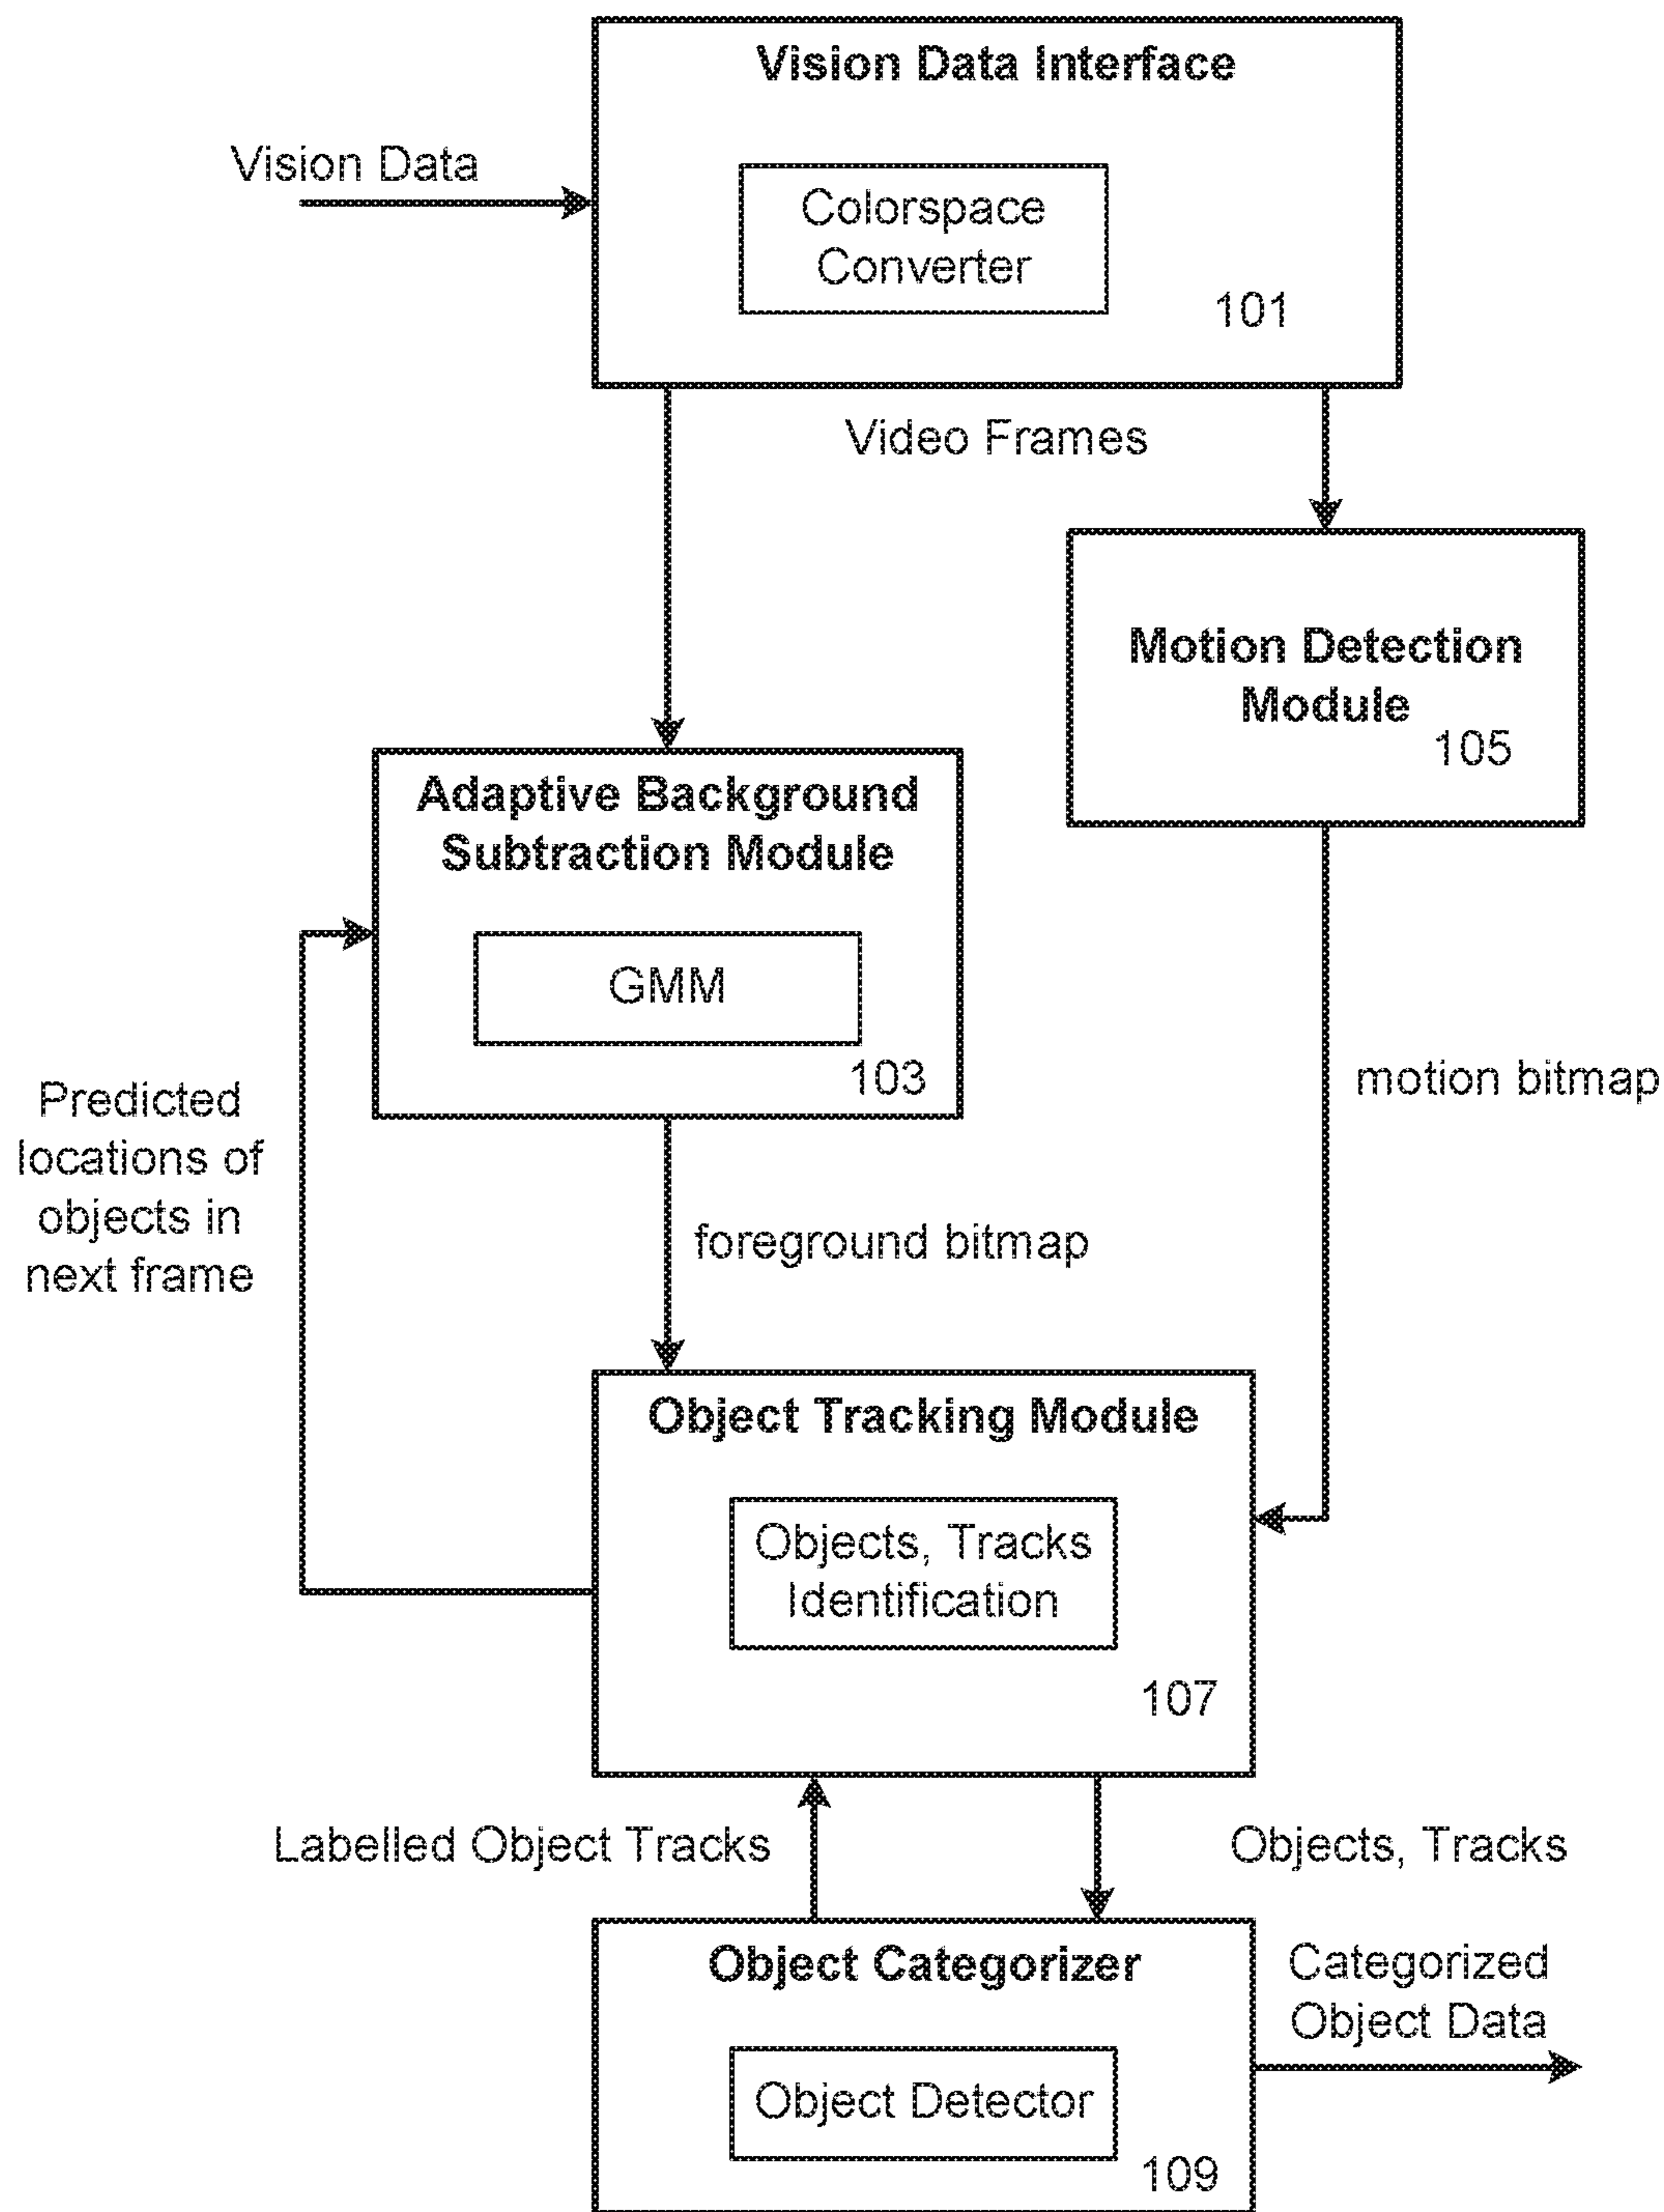 Vision Data Interface
Vision Data
Colorspace
Converter
101
Video Frames
Motion Detection
Module
105
Adaptive Background
Subtraction Module
GMM
103
motion bitmap
Predicted
locations of
objects in
next frame
foreground bitmap
Object Tracking Module
Objects, Tracks
Identification
107
Labelled Object Tracks
Objects, Tracks
Object Categorizer
Categorized
Object Data
Object Detector
109